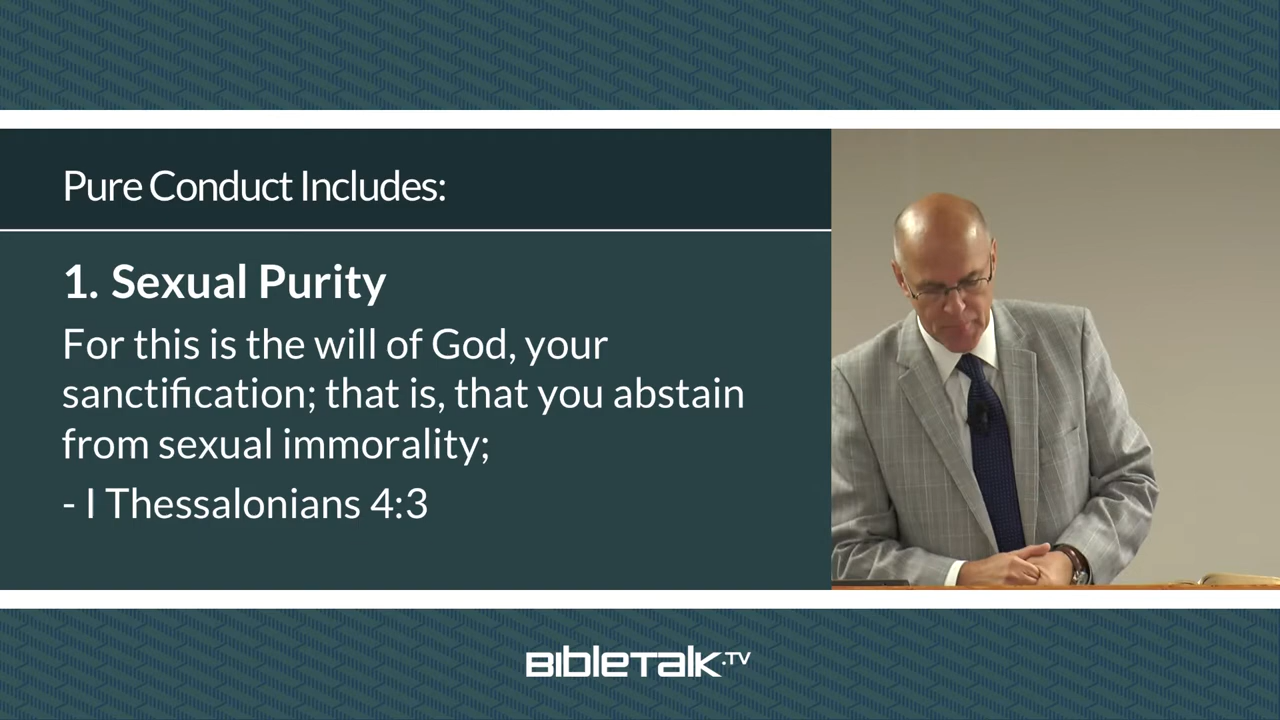 Pure Conduct Includes:
1. Sexual Purity
For this is the will of God, your
sanctification; that is, that you abstain
from sexual immorality;
- I Thessalonians 4:3
BIBLETALK.TV